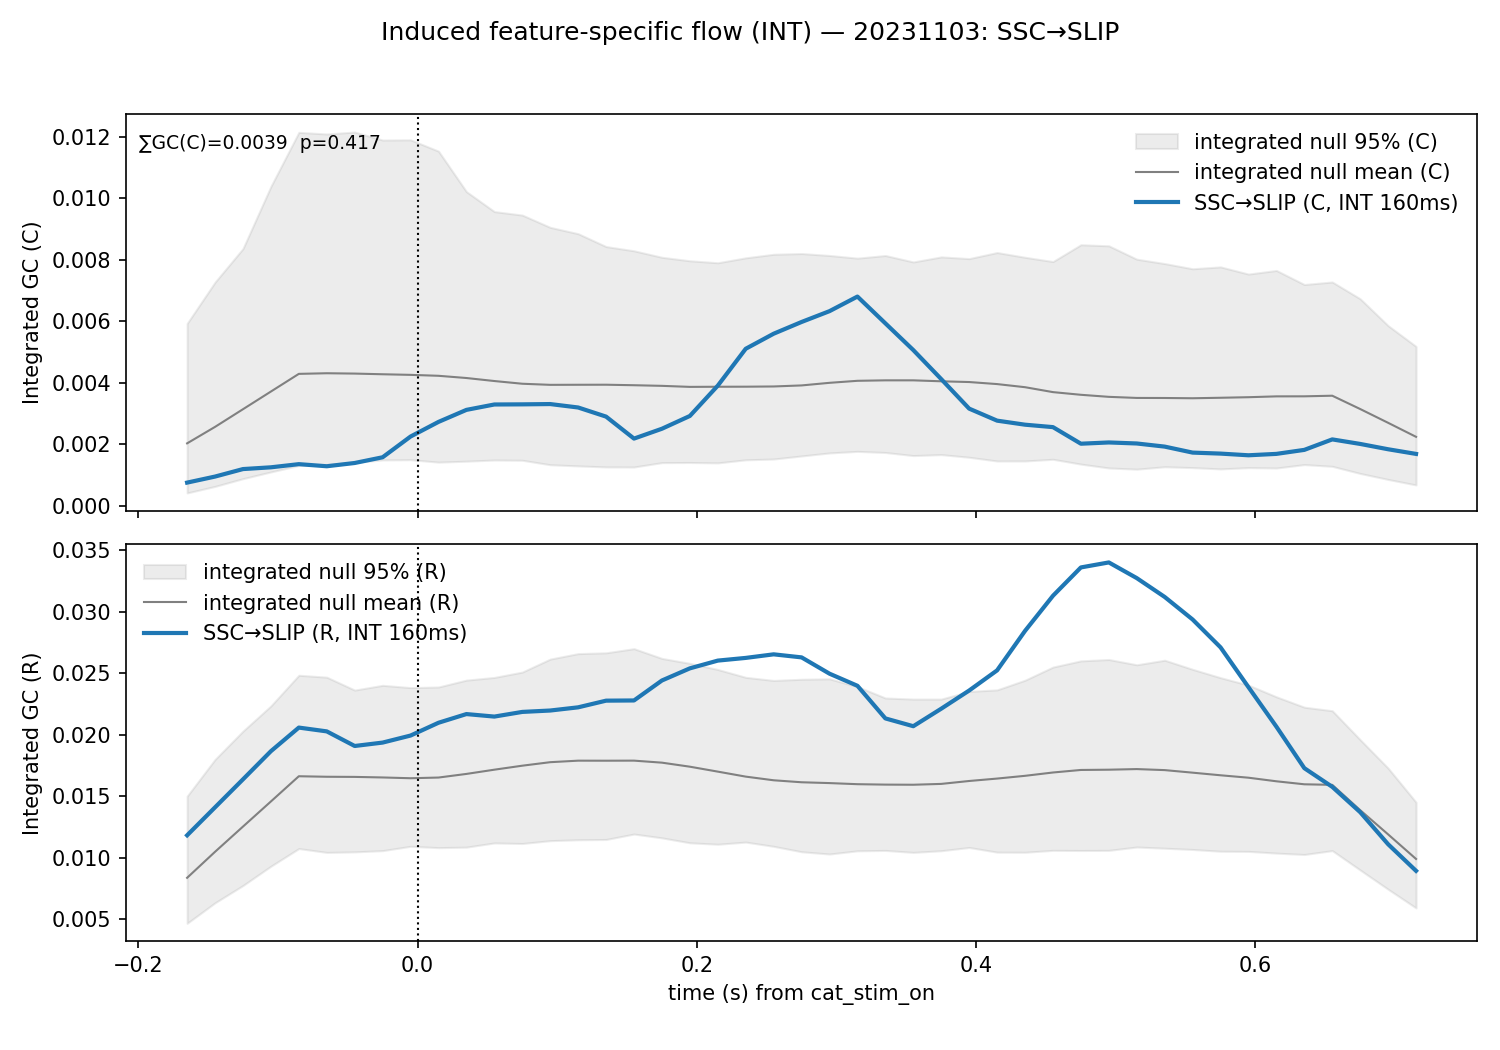 Induced feature-specific flow (INT) — 20231103: SSC→SLIP
∑GC(C)=0.0039  p=0.417
integrated null 95% (C)
integrated null mean (C)
SSC→SLIP (C, INT 160ms)
Integrated GC (C)
0.012
0.010
0.008
0.006
0.004
0.002
0.000
integrated null 95% (R)
integrated null mean (R)
SSC→SLIP (R, INT 160ms)
Integrated GC (R)
0.035
0.030
0.025
0.020
0.015
0.010
0.005
−0.2 0.0 0.2 0.4 0.6
time (s) from cat_stim_on